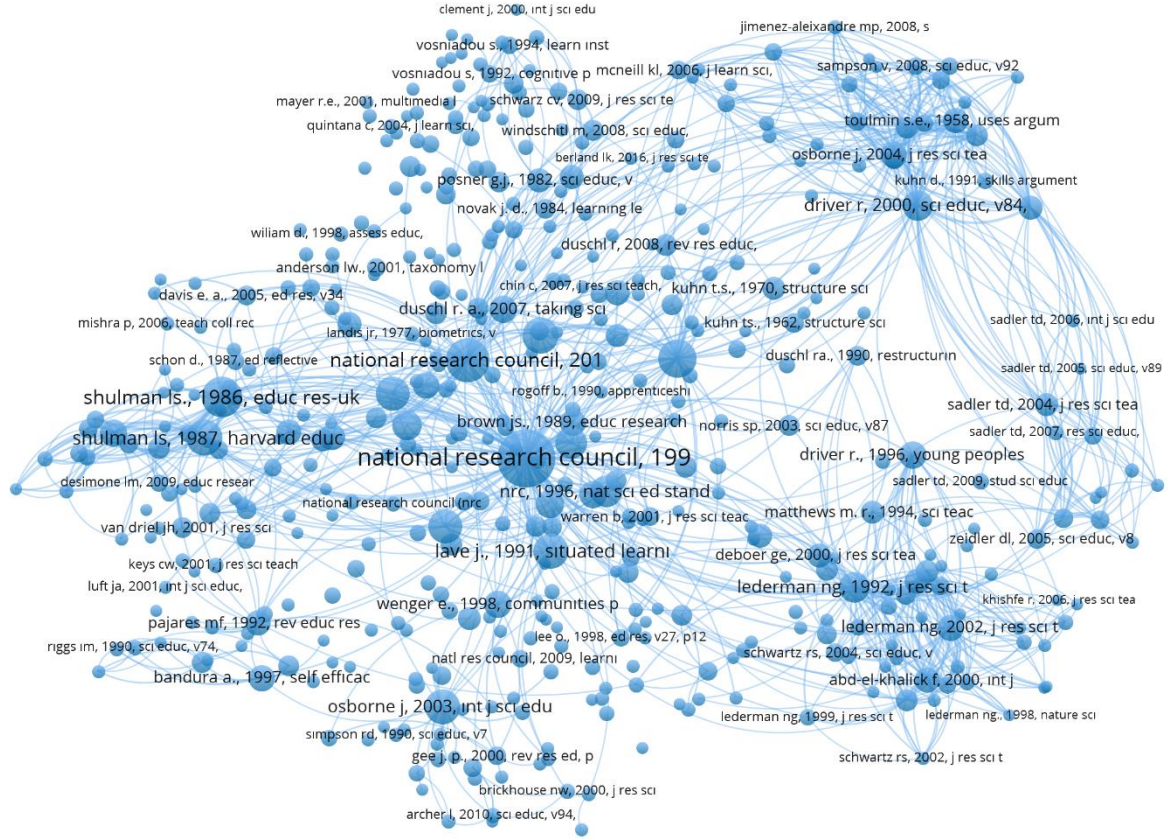 clement j, 2000, int j sci edu
jimenez-aleixandre mp, 2008, s
vosniadou s., 1994, learn inst
vosniadou s, 1992, cognitive p
mcneill kl, 2006, j learn sci,
sampson v, 2008, sci educ, v92
mayer r.e., 2001, multimedia l
schwarz cv, 2009, j res sci te
quintana c, 2004, j learn sci,
windschitl m, 2008, sci educ,
toulmin s.e., 1958, uses argum
berland lk, 2016, j res sci te
osborne j, 2004, j res sci tea
posner g.j., 1982, sci educ, v
kuhn d., 1991, skills argument
novak j. d., 1984, learning le
driver r, 2000, sci educ, v84,
wiliam d., 1998, assess educ,
duschl r, 2008, rev res educ,
anderson lw., 2001, taxonomy l
chin c, 2007, j res sci teach,
kuhn t.s., 1970, structure sci
davis e. a., 2005, ed res, v34
duschl r. a., 2007, taking sci
mishra p, 2006, teach coll rec
landis jr, 1977, biometrics, v
kuhn ts., 1962, structure sci
sadler td, 2006, int j sci edu
schon d., 1987, ed reflective
national research council, 201
duschl ra., 1990, restructurin
sadler td, 2005, sci educ, v89
shulman ls., 1986, educ res-uk
rogoff b., 1990, apprenticeshi
sadler td, 2004, j res sci tea
brown js., 1989, educ research
norris sp, 2003, sci educ, v87
sadler td, 2007, res sci educ,
shulman ls, 1987, harvard educ
national research council, 199
driver r., 1996, young peoples
desimone lm, 2009, educ resear
sadler td, 2009, stud sci educ
nrc, 1996, nat sci ed stand
national research council (nrc
matthews m. r., 1994, sci teac
van driel jh, 2001, j res sci
warren b, 2001, j res sci teac
zeidler dl, 2005, sci educ, v8
lave j., 1991, situated learni
deboer ge, 2000, j res sci tea
keys cw, 2001, j res sci teach
luft ja, 2001, int j sci educ,
lederman ng, 1992, j res sci t
khishfe r, 2006, j res sci tea
wenger e., 1998, communities p
pajares mf, 1992, rev educ res
lederman ng, 2002, j res sci t
lee o., 1998, ed res, v27, p12
riggs im, 1990, sci educ, v74,
natl res council, 2009, learni
schwartz rs, 2004, sci educ, v
bandura a., 1997, self efficac
abd-el-khalick f, 2000, int j
osborne j, 2003, int j sci edu
lederman ng, 1999, j res sci t
lederman ng., 1998, nature sci
simpson rd, 1990, sci educ, v7
gee j. p., 2000, rev res ed, p
schwartz rs, 2002, j res sci t
brickhouse nw, 2000, j res sci
archer l, 2010, sci educ, v94,